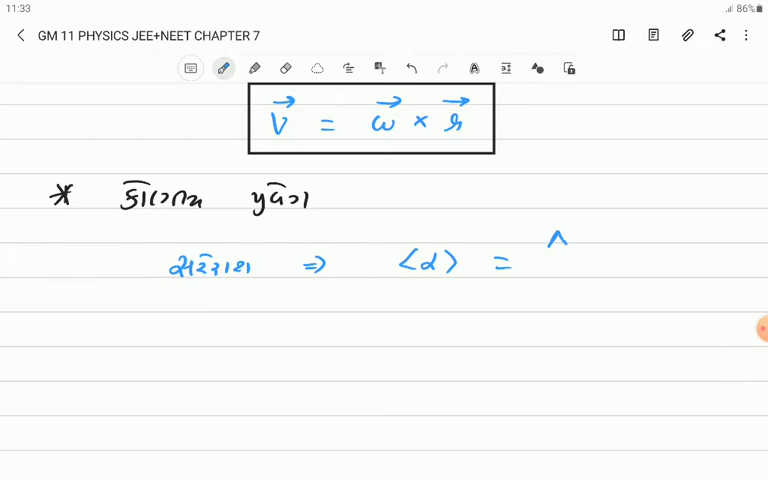 11:33
86%
GM 11 PHYSICS JEE+NEET CHAPTER 7
V⃗ = ω⃗ × r⃗
* કોણીય પ્રવેગ
સરેરાશ ⇒ <α> =